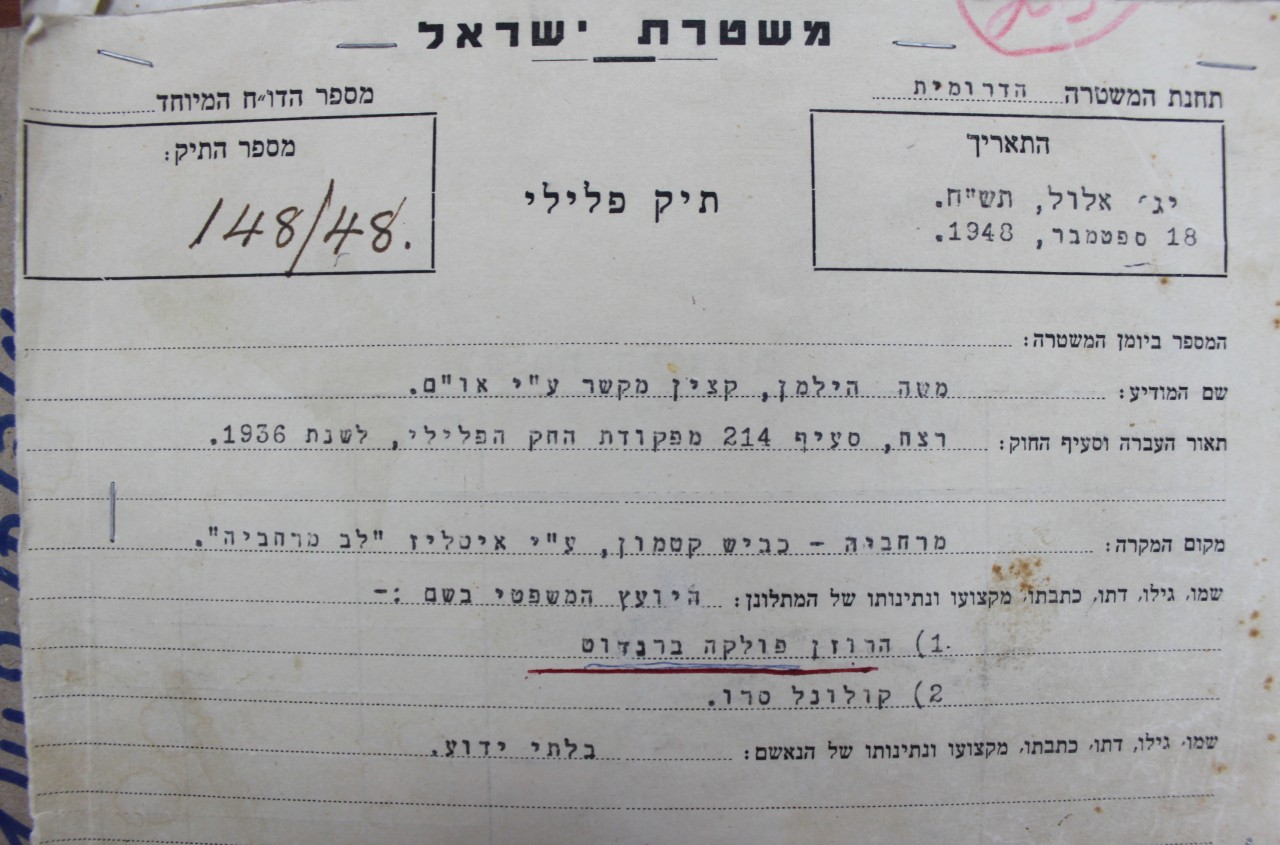 משטרת ישראל
תחנת המשטרה הדרומית
מספר הדו״ח המיוחד
התאריך
יג׳ אלול, תש"ח.
18 ספטמבר, 1948.
תיק פלילי
מספר התיק:
148/48.
המספר ביומן המשטרה:
שם המודיע: משה הילמן, קצין מקשר ע"י או"ם.
תאור העברה וסעיף החוק: רצח, סעיף 214 מפקודת החק הפלילי, לשנת 1936.
מקום המקרה: מרחביה - כביש קטמון, ע"י איטליז "לב מרחביה".
שמו, גילו, דתו, כתבתו, מקצועו ונתינותו של המתלונן: היועץ המשפטי בשם :-
1) הרוזן פולקה ברנדוט
2) קולונל סרו.
שמו, גילו, דתו, כתבתו, מקצועו ונתינותו של הנאשם: בלתי ידוע.